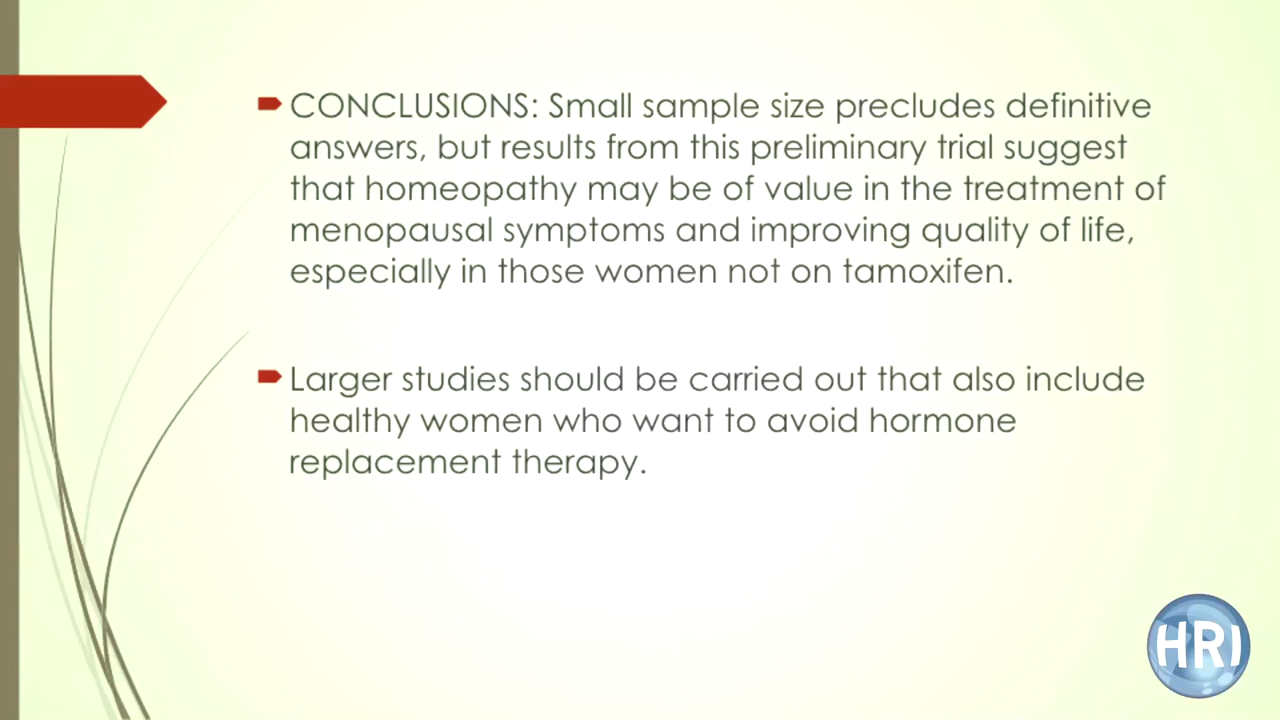 CONCLUSIONS: Small sample size precludes definitive
answers, but results from this preliminary trial suggest
that homeopathy may be of value in the treatment of
menopausal symptoms and improving quality of life,
especially in those women not on tamoxifen.
Larger studies should be carried out that also include
healthy women who want to avoid hormone
replacement therapy.
HRI